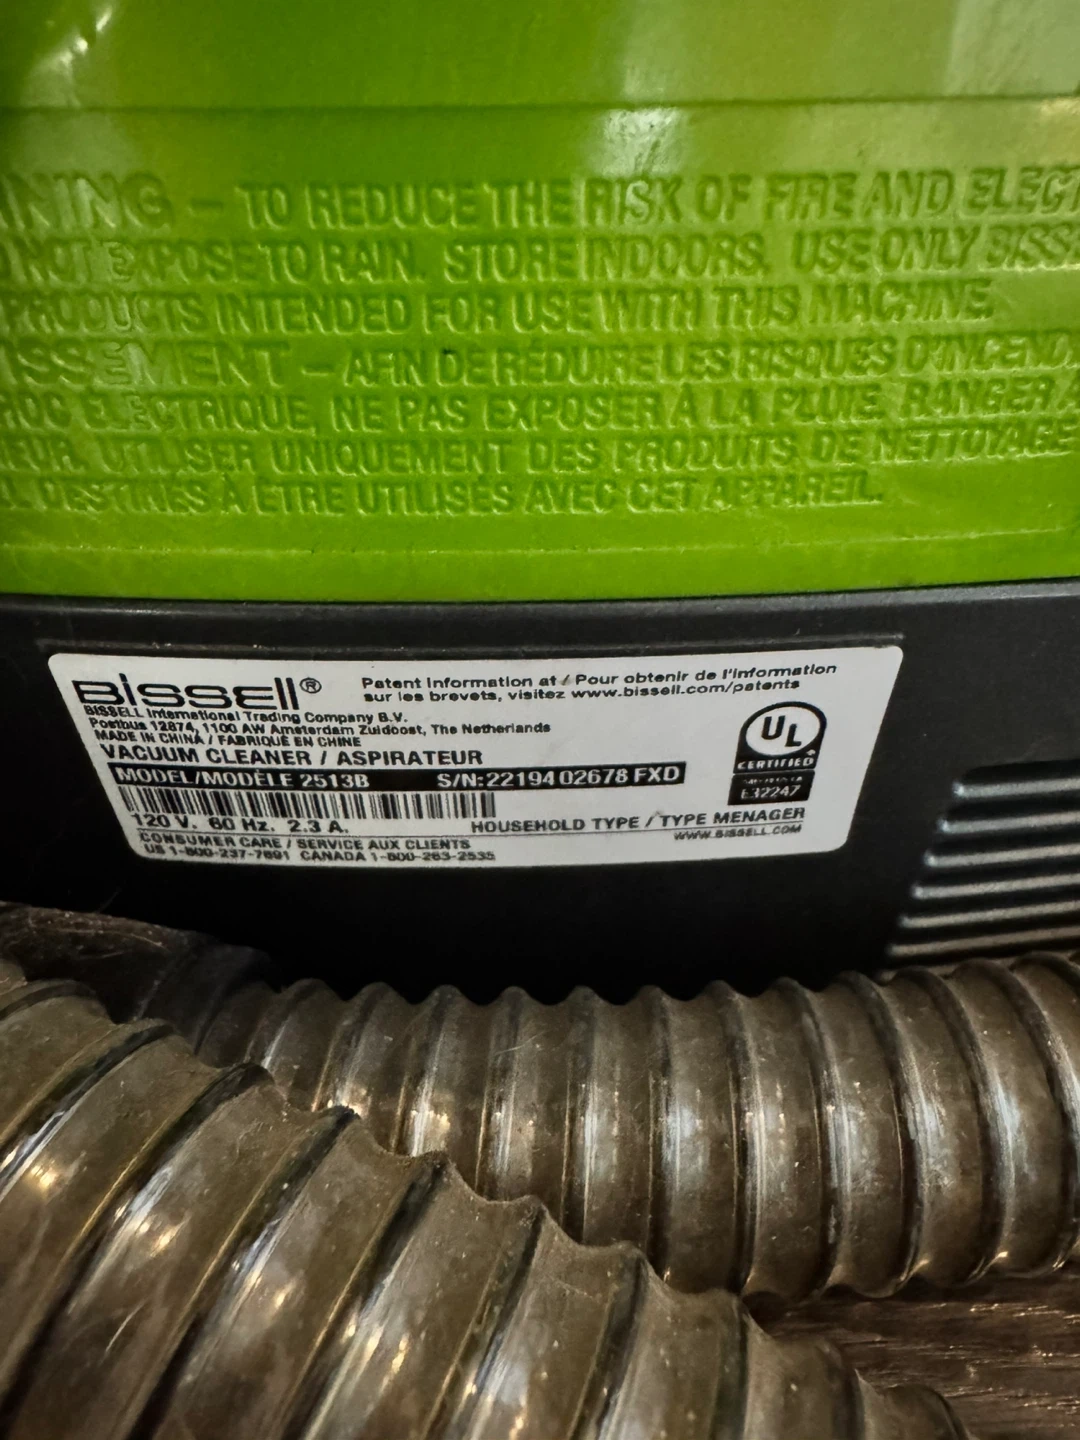 NING — TO REDUCE THE RISK OF FIRE AND ELECT
NOT EXPOSE TO RAIN. STORE INDOORS. USE ONLY BISS
PRODUCTS INTENDED FOR USE WITH THIS MACHINE.
ISSEMENT — AFIN DE RÉDUIRE LES RISQUES D'INCEND
ÉLECTRIQUE, NE PAS EXPOSER À LA PLUIE. RANGER À
EUR. UTILISER UNIQUEMENT DES PRODUITS DE NETTOYAGE
DESTINÉS À ÊTRE UTILISÉS AVEC CET APPAREIL.
BISSELL®
Patent Information at / Pour obtenir de l'information
sur les brevets, visitez www.bissell.com/patents
BISSELL International Trading Company B.V.
Postbus 12874, 1100 AW Amsterdam Zuidoost, The Netherlands
MADE IN CHINA / FABRIQUÉ EN CHINE
VACUUM CLEANER / ASPIRATEUR
MODEL/MODÈLE 2513B S/N:2219402678 FXD
UL
CERTIFIED
E32247
120 V. 60 Hz. 2.3 A.
HOUSEHOLD TYPE / TYPE MENAGER
WWW.BISSELL.COM
CONSUMER CARE / SERVICE AUX CLIENTS
US 1-800-237-7691 CANADA 1-800-263-2535